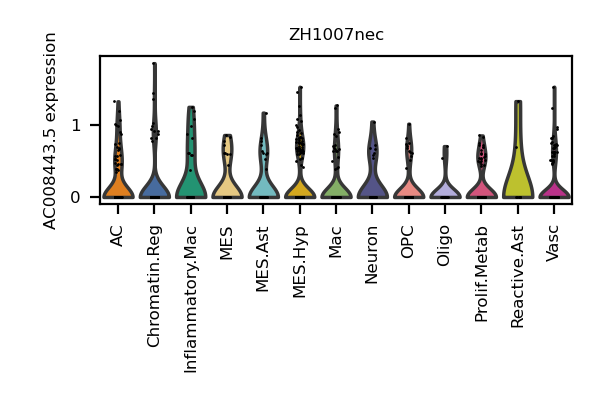 ZH1007nec
AC008443.5 expression
1
0
AC
Chromatin.Reg
Inflammatory.Mac
MES
MES.Ast
MES.Hyp
Mac
Neuron
OPC
Oligo
Prolif.Metab
Reactive.Ast
Vasc